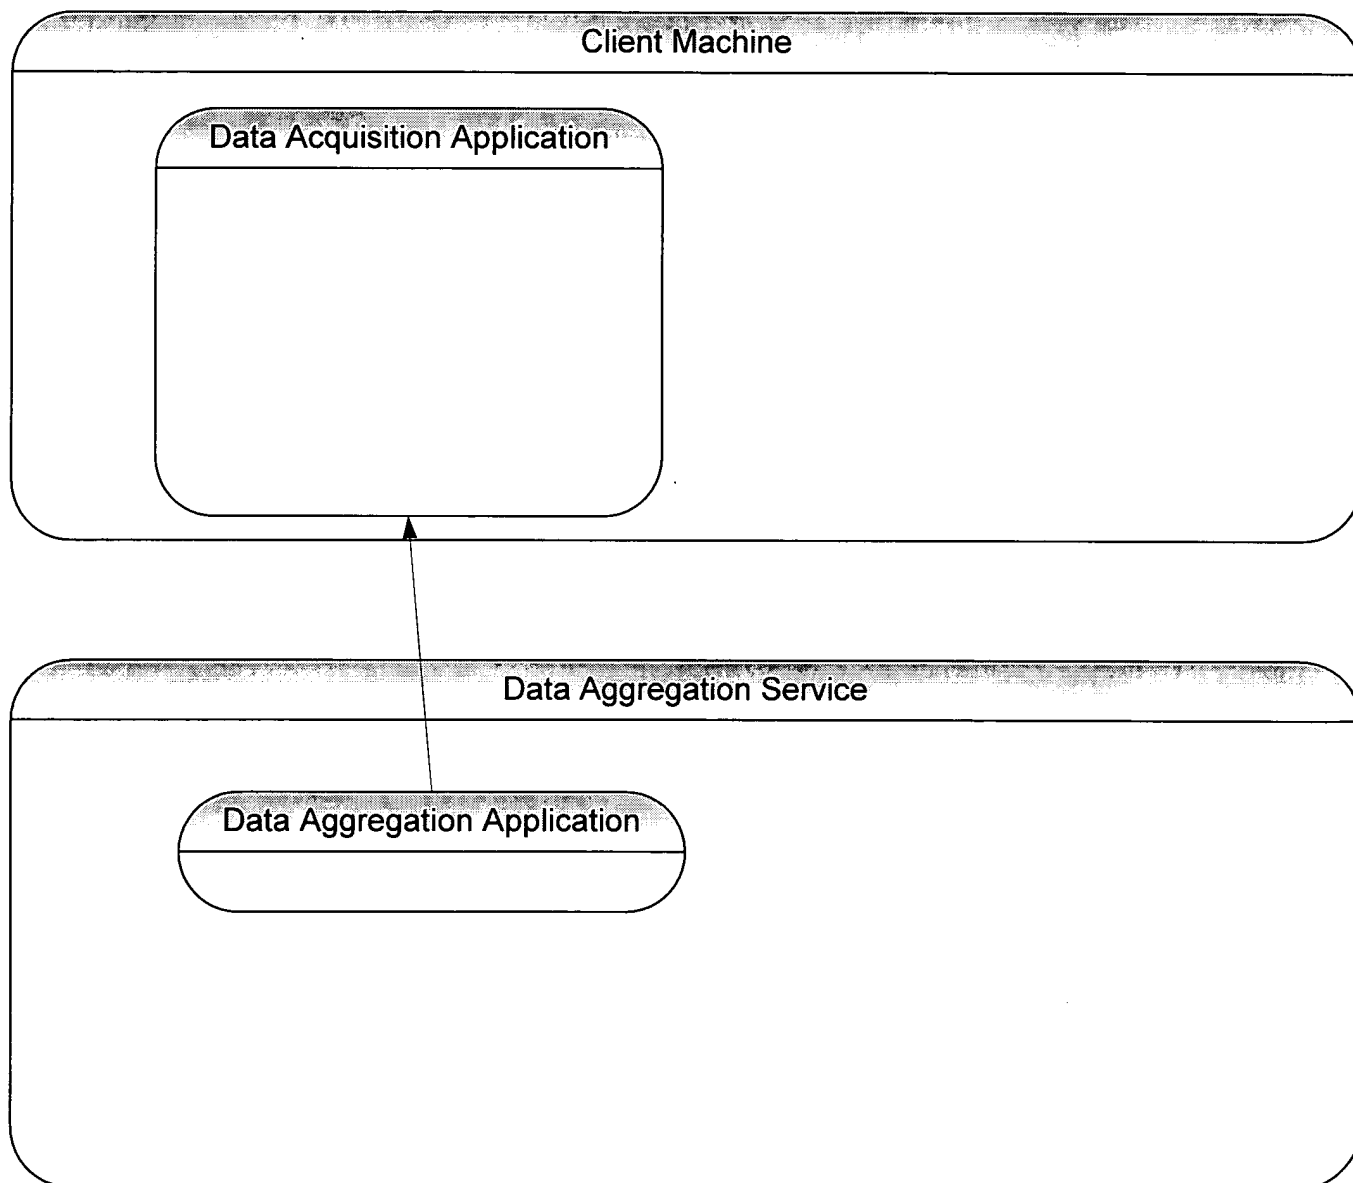 Client Machine
Data Acquisition Application
Data Aggregation Service
Data Aggregation Application